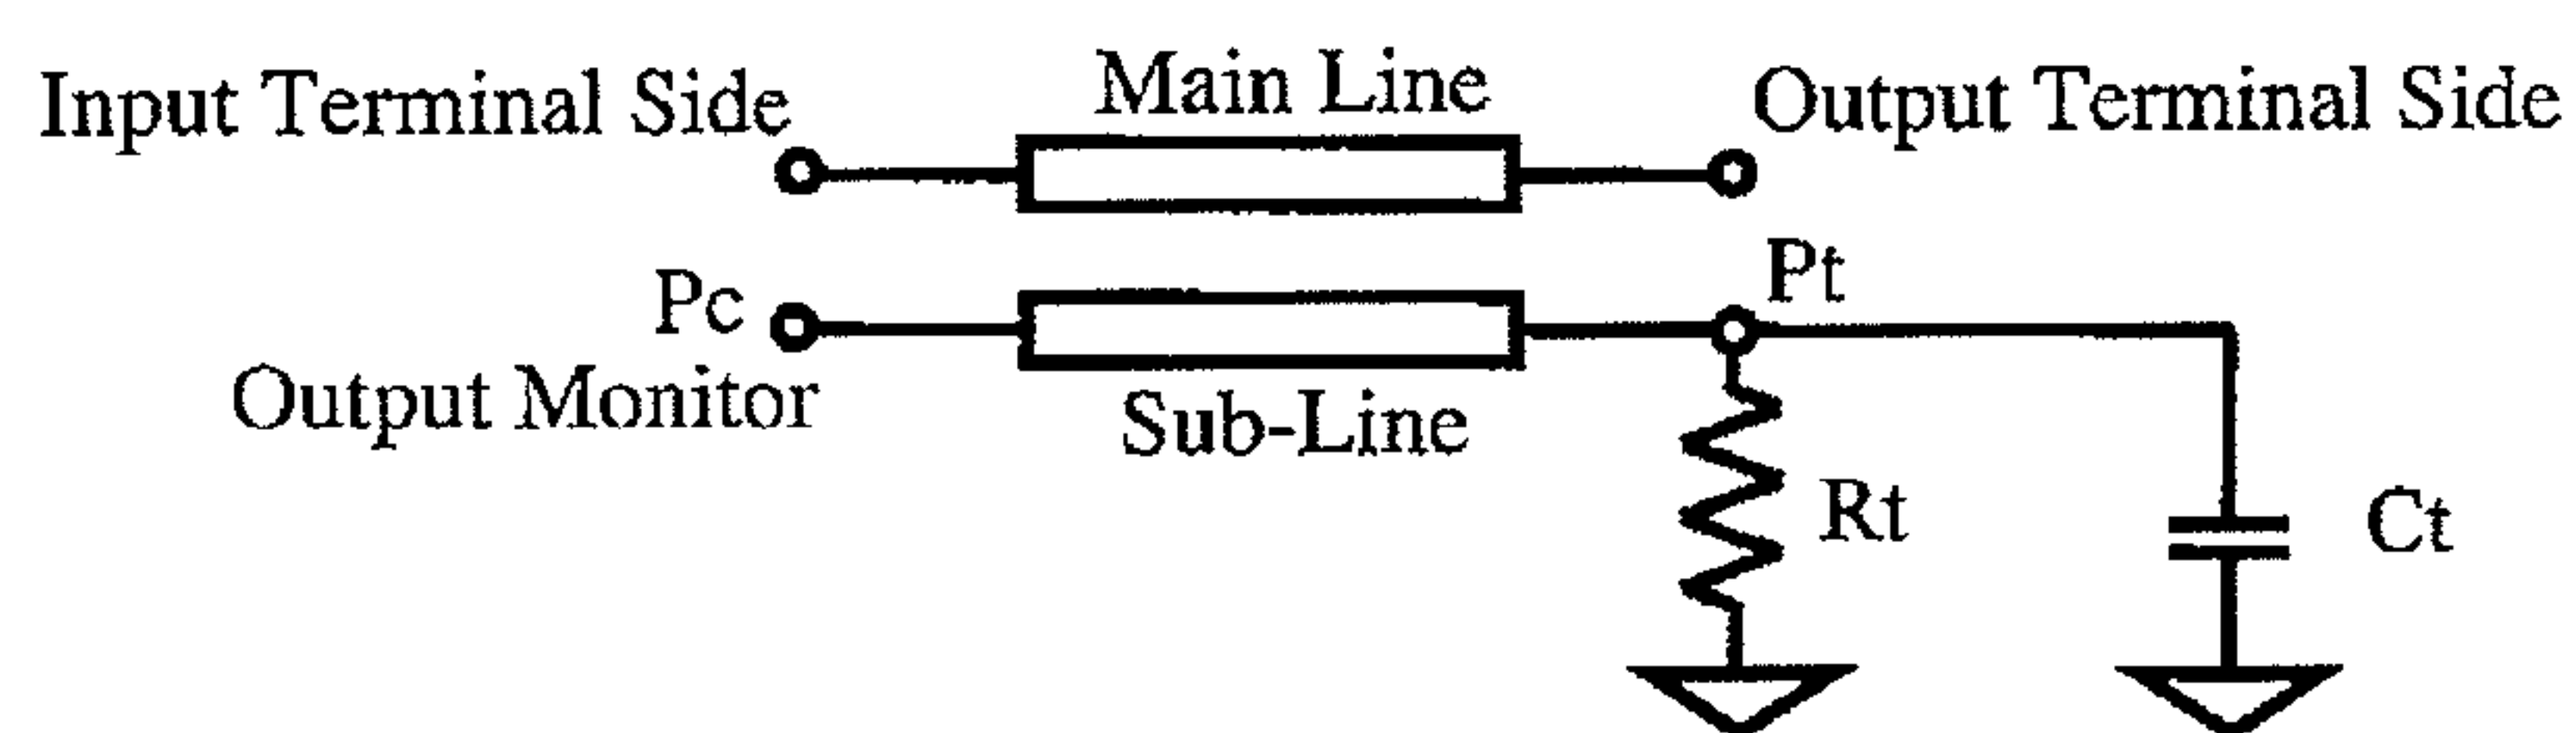 Input Terminal Side
Main Line
Output Terminal Side
Pc
Pt
Output Monitor
Sub-Line
Rt
Ct